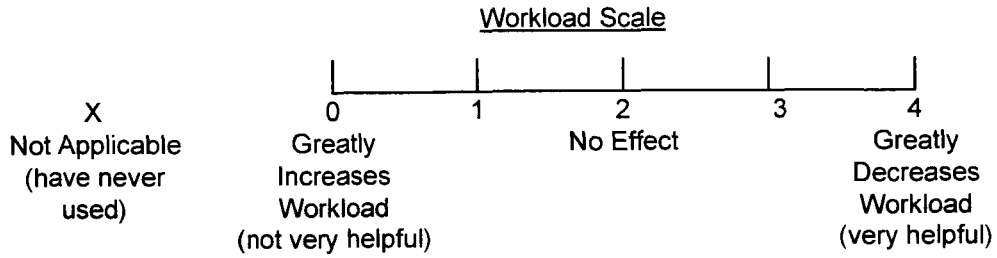 Workload Scale
0 1 2 3 4
X
Not Applicable
(have never
used)
Greatly
Increases
Workload
(not very helpful)
No Effect
Greatly
Decreases
Workload
(very helpful)